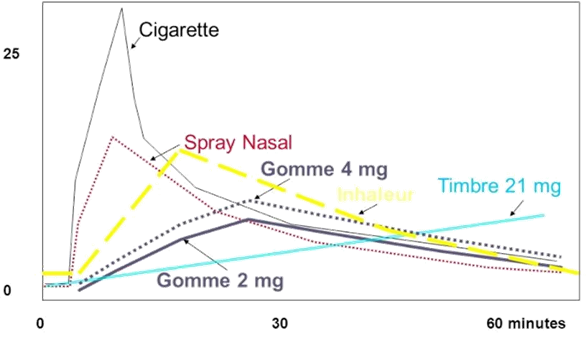 Cigarette
25
Spray Nasal
Gomme 4 mg
Inhaleur
Timbre 21 mg
Gomme 2 mg
0
0
30
60 minutes